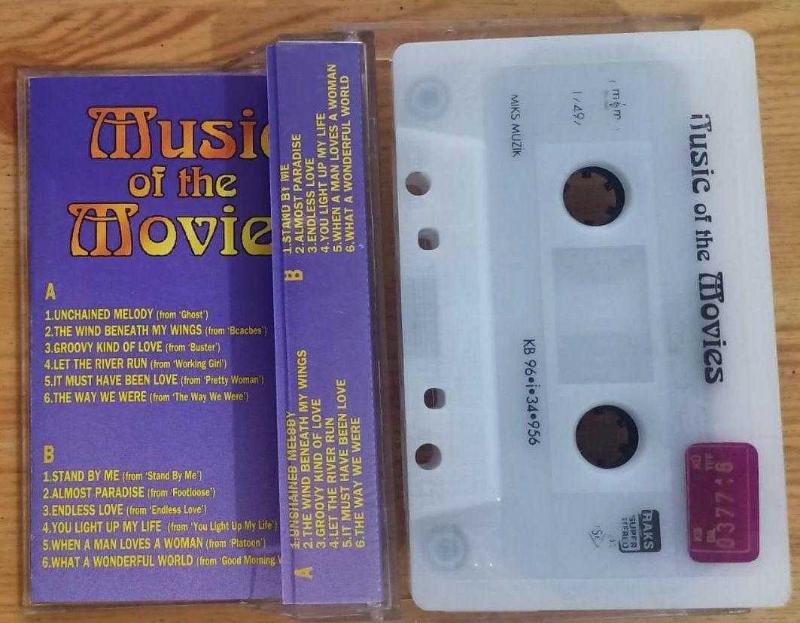 Music
of the
Movie
A
1.UNCHAINED MELODY (from 'Ghost')
2.THE WIND BENEATH MY WINGS (from 'Bcacbes')
3.GROOVY KIND OF LOVE (from 'Buster')
4.LET THE RIVER RUN (from 'Working Girl')
5.IT MUST HAVE BEEN LOVE (from 'Pretty Woman')
6.THE WAY WE WERE (from 'The Way We Were')
B
1.STAND BY ME (from 'Stand By Me')
2.ALMOST PARADISE (from 'Footloose')
3.ENDLESS LOVE (from 'Endless Love')
4.YOU LIGHT UP MY LIFE (from 'You Light Up My Life')
5.WHEN A MAN LOVES A WOMAN (from 'Platoon')
6.WHAT A WONDERFUL WORLD (from 'Good Morning
A
1.UNCHAINED MELODY
2.THE WIND BENEATH MY WINGS
3.GROOVY KIND OF LOVE
4.LET THE RIVER RUN
5.IT MUST HAVE BEEN LOVE
6.THE WAY WE WERE
B
1.STAND BY ME
2.ALMOST PARADISE
3.ENDLESS LOVE
4.YOU LIGHT UP MY LIFE
5.WHEN A MAN LOVES A WOMAN
6.WHAT A WONDERFUL WORLD
Music of the Movies
1/49/
MIKS MUZIK
KB 96•i•34•956
RAKS
SUPER